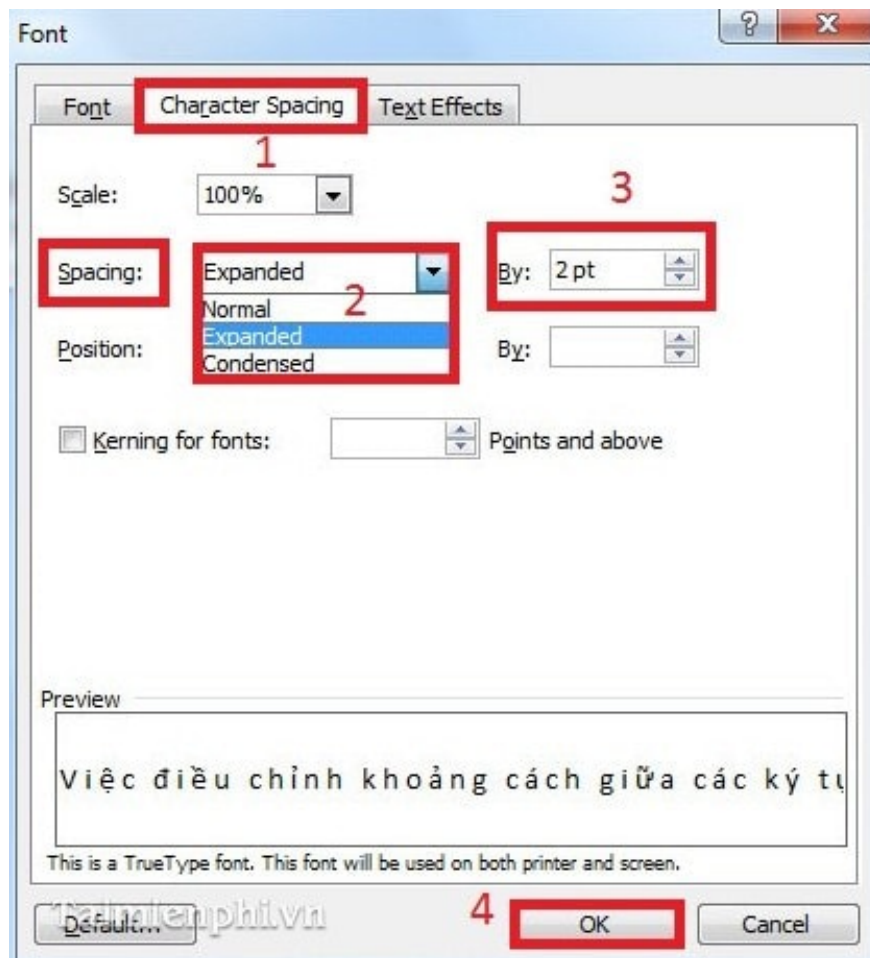 Font
Font Character Spacing Text Effects
1
Scale: 100%
3
Spacing: Expanded By: 2 pt
2
Normal
Expanded
Condensed
Position: By:
Kerning for fonts: Points and above
Preview
Việc điều chỉnh khoảng cách giữa các ký tự
This is a TrueType font. This font will be used on both printer and screen.
4
Default... OK Cancel
Taimienphi.vn